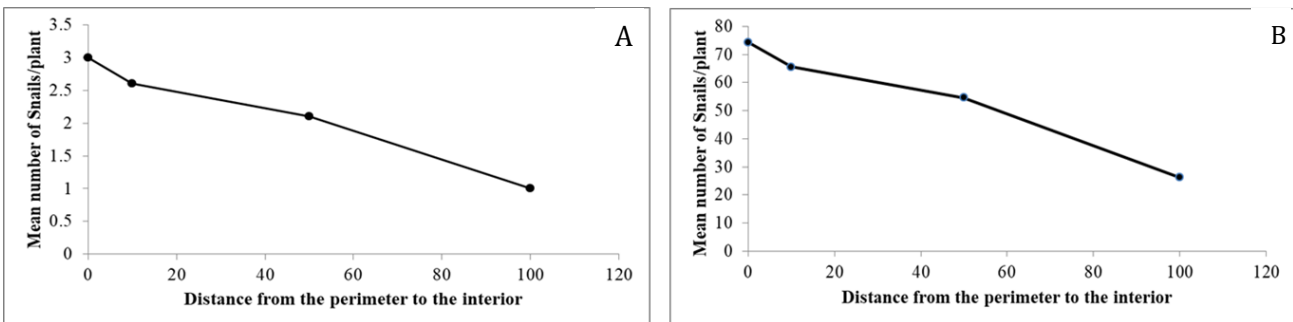 A
Mean number of Snails/plant
3.5
3
2.5
2
1.5
1
0.5
0
0 20 40 60 80 100 120
Distance from the perimeter to the interior
B
Mean number of Snails/plant
80
70
60
50
40
30
20
10
0
0 20 40 60 80 100 120
Distance from the perimeter to the interior